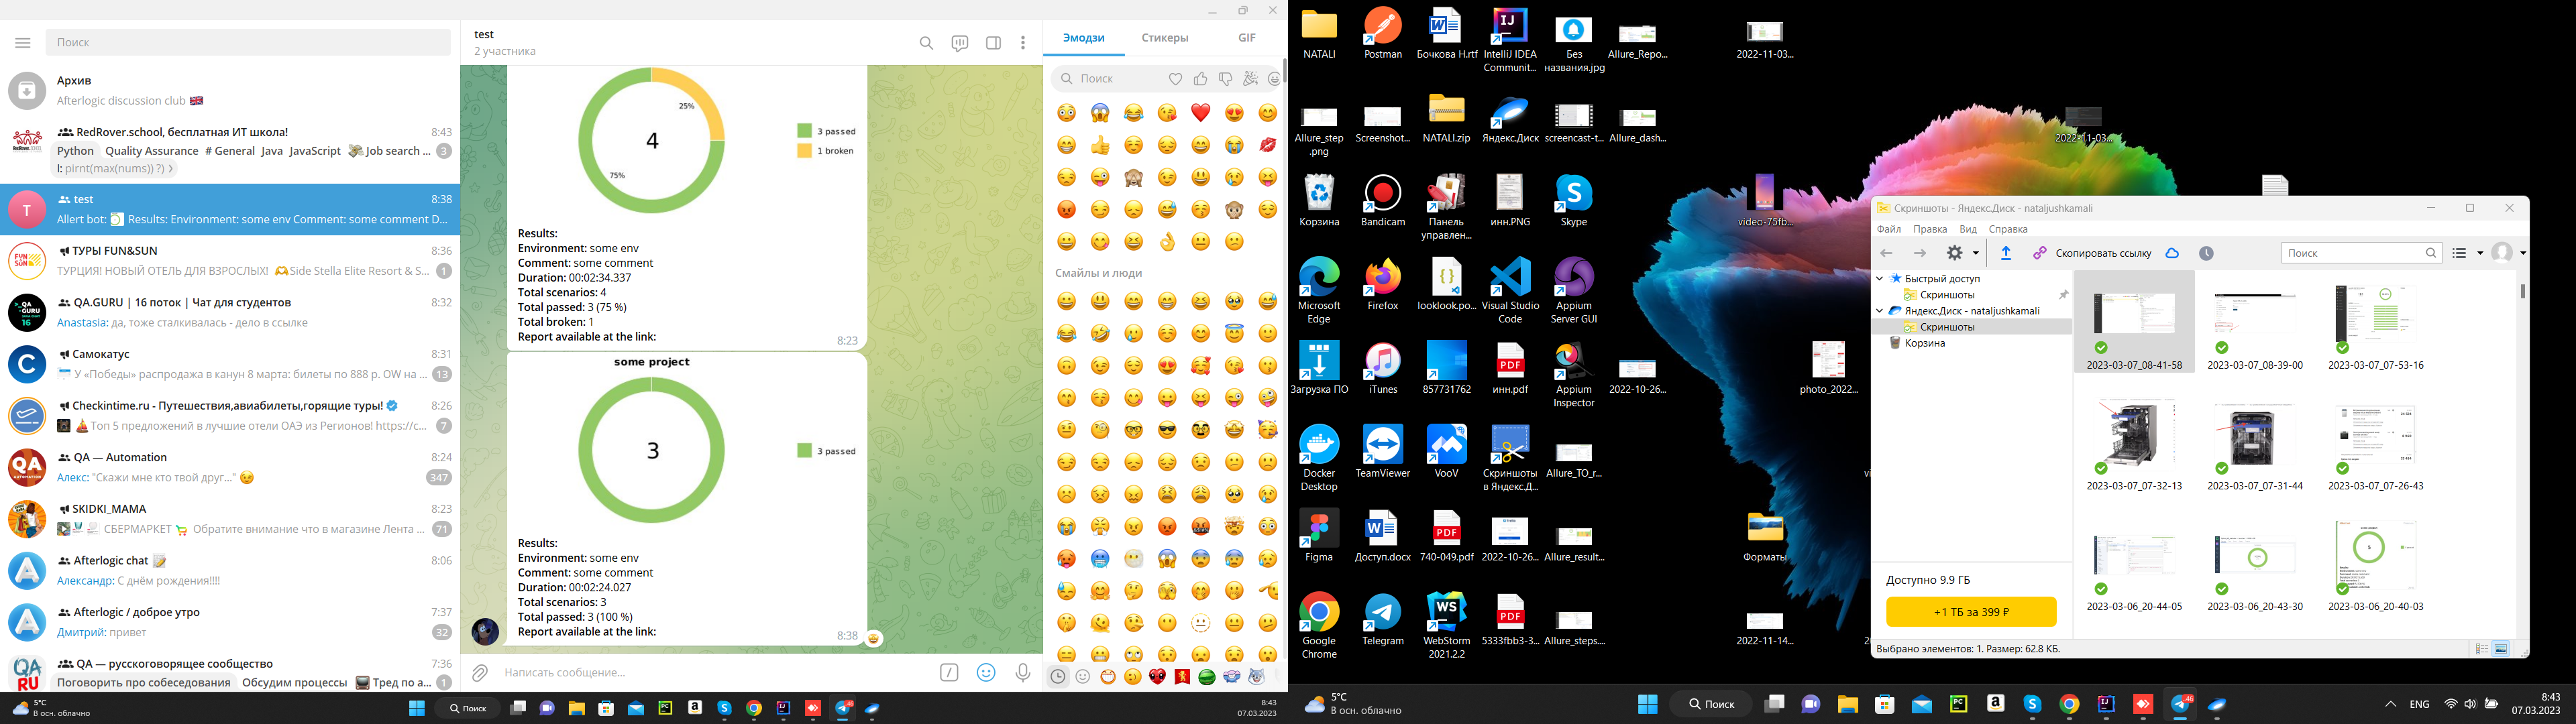 Поиск
Архив
Afterlogic discussion club
RedRover.school, бесплатная ИТ школа!
8:43
Python Quality Assurance # General Java JavaScript Job search ...
3
I: pirnt(max(nums)) ?)
T
test
8:38
Allert bot: Results: Environment: some env Comment: some comment D...
ТУРЫ FUN&SUN
8:36
ТУРЦИЯ! НОВЫЙ ОТЕЛЬ ДЛЯ ВЗРОСЛЫХ! Side Stella Elite Resort & S...
1
QA.GURU | 16 поток | Чат для студентов
8:32
Anastasia: да, тоже сталкивалась - дело в ссылке
Самокатус
8:31
У «Победы» распродажа в канун 8 марта: билеты по 888 р. OW на ...
13
Checkintime.ru - Путешествия,авиабилеты,горящие туры!
8:26
Топ 5 предложений в лучшие отели ОАЭ из Регионов! https://c...
7
QA — Automation
8:24
Алекс: "Скажи мне кто твой друг..."
347
SKIDKI_MAMA
8:23
СБЕРМАРКЕТ Обратите внимание что в магазине Лента ...
71
Afterlogic chat
8:06
Александр: С днём рождения!!!!
Afterlogic / доброе утро
7:37
Дмитрий: привет
32
QA — русскоговорящее сообщество
7:36
Поговорить про собеседования Обсудим процессы Тред по а...
1
test
2 участника
25%
4
75%
3 passed
1 broken
Results:
Environment: some env
Comment: some comment
Duration: 00:02:34.337
Total scenarios: 4
Total passed: 3 (75 %)
Total broken: 1
Report available at the link:
8:23
some project
3
3 passed
Results:
Environment: some env
Comment: some comment
Duration: 00:02:24.027
Total scenarios: 3
Total passed: 3 (100 %)
Report available at the link:
8:38
Написать сообщение...
Эмодзи Стикеры GIF
Поиск
Смайлы и люди
5°C
В осн. облачно
Поиск
8:43
07.03.2023
NATALI
Postman
Бочкова Н.rtf
IntelliJ IDEA Communit...
Без названия.jpg
Allure_Repo...
2022-11-03...
Allure_step .png
Screenshot...
NATALI.zip
Яндекс.Диск
screencast-t...
Allure_dash...
2022-11-03...
Корзина
Bandicam
Панель управлен...
инн.PNG
Skype
video-75fb...
Microsoft Edge
Firefox
looklook.po...
Visual Studio Code
Appium Server GUI
Загрузка ПО
iTunes
857731762
инн.pdf
Appium Inspector
2022-10-26...
photo_2022...
Docker Desktop
TeamViewer
VooV
Скриншоты в Яндекс.Д...
Allure_TO_r...
Figma
Доступ.docx
740-049.pdf
2022-10-26...
Allure_result...
Форматы
Google Chrome
Telegram
WebStorm 2021.2.2
5333fbb3-3...
Allure_steps....
2022-11-14...
Скриншоты - Яндекс.Диск - nataljushkamali
Файл Правка Вид Справка
Скопировать ссылку
Поиск
Быстрый доступ
Скриншоты
Яндекс.Диск - nataljushkamali
Скриншоты
Корзина
2023-03-07_08-41-58
2023-03-07_08-39-00
2023-03-07_07-53-16
2023-03-07_07-32-13
2023-03-07_07-31-44
2023-03-07_07-26-43
2023-03-06_20-44-05
2023-03-06_20-43-30
2023-03-06_20-40-03
Доступно 9.9 ГБ
+1 ТБ за 399 ₽
Выбрано элементов: 1. Размер: 62.8 КБ.
5°C
В осн. облачно
Поиск
ENG
8:43
07.03.2023